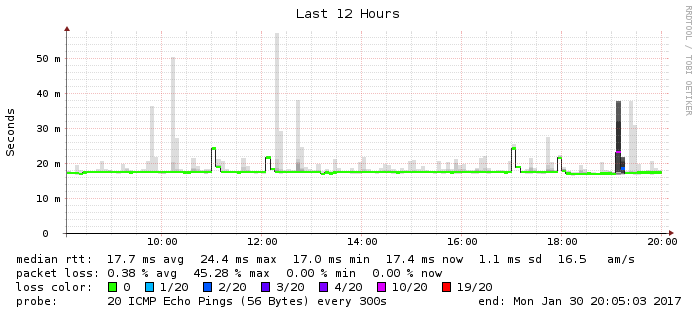 Last 12 Hours
RRDTOOL / TOBI OETIKER
Seconds
50 m
40 m
30 m
20 m
10 m
0 m
10:00 12:00 14:00 16:00 18:00 20:00
median rtt: 17.7 ms avg 24.4 ms max 17.0 ms min 17.4 ms now 1.1 ms sd 16.5 am/s
packet loss: 0.38 % avg 45.28 % max 0.00 % min 0.00 % now
loss color: 0 1/20 2/20 3/20 4/20 10/20 19/20
probe: 20 ICMP Echo Pings (56 Bytes) every 300s end: Mon Jan 30 20:05:03 2017